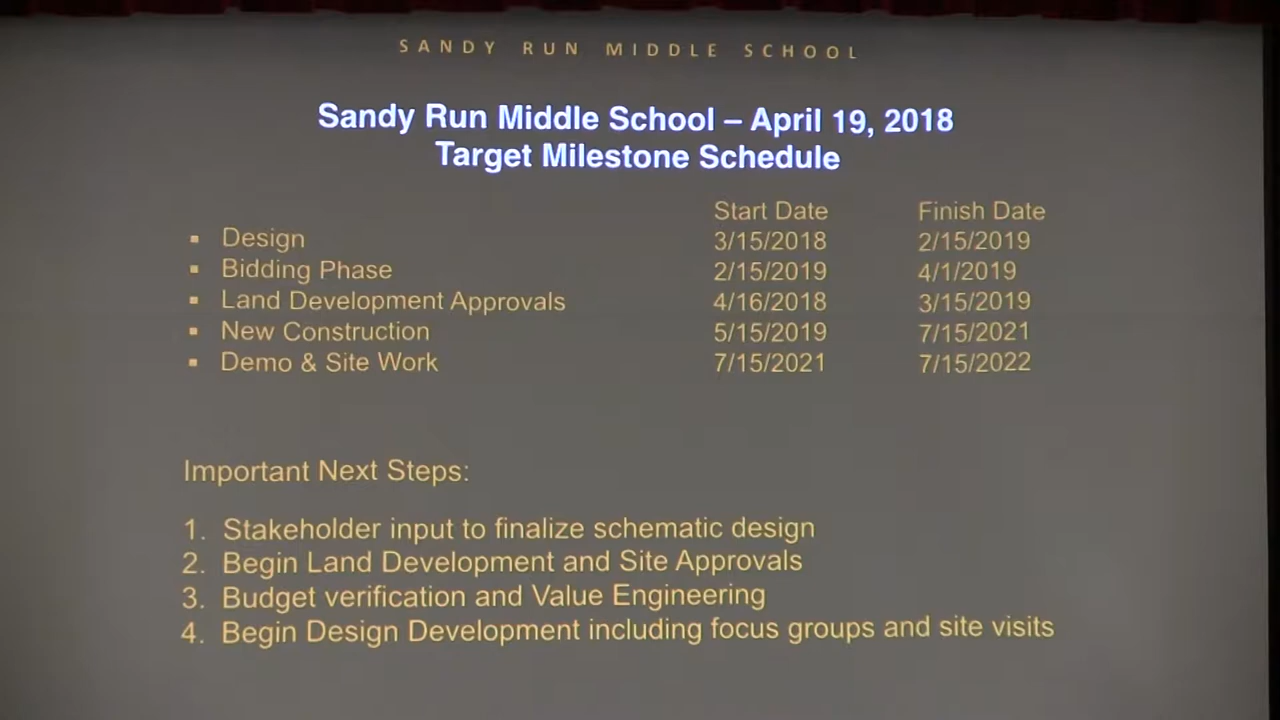 SANDY RUN MIDDLE SCHOOL
Sandy Run Middle School – April 19, 2018
Target Milestone Schedule
Start Date Finish Date
▪ Design 3/15/2018 2/15/2019
▪ Bidding Phase 2/15/2019 4/1/2019
▪ Land Development Approvals 4/16/2018 3/15/2019
▪ New Construction 5/15/2019 7/15/2021
▪ Demo & Site Work 7/15/2021 7/15/2022
Important Next Steps:
1. Stakeholder input to finalize schematic design
2. Begin Land Development and Site Approvals
3. Budget verification and Value Engineering
4. Begin Design Development including focus groups and site visits